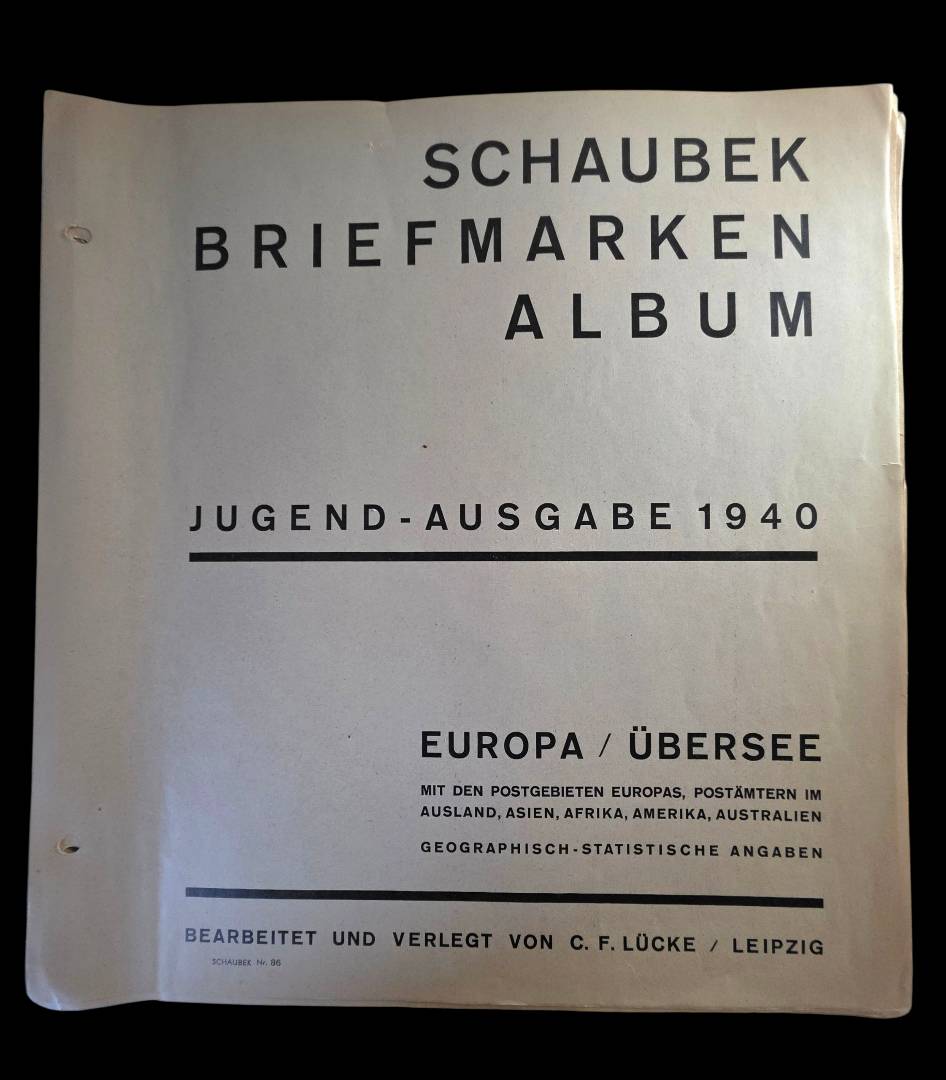 SCHAUBEK
BRIEFMARKEN
ALBUM
JUGEND-AUSGABE 1940
EUROPA / ÜBERSEE
MIT DEN POSTGEBIETEN EUROPAS, POSTÄMTERN IM
AUSLAND, ASIEN, AFRIKA, AMERIKA, AUSTRALIEN
GEOGRAPHISCH-STATISTISCHE ANGABEN
BEARBEITET UND VERLEGT VON C. F. LÜCKE / LEIPZIG
SCHAUBEK Nr. 86